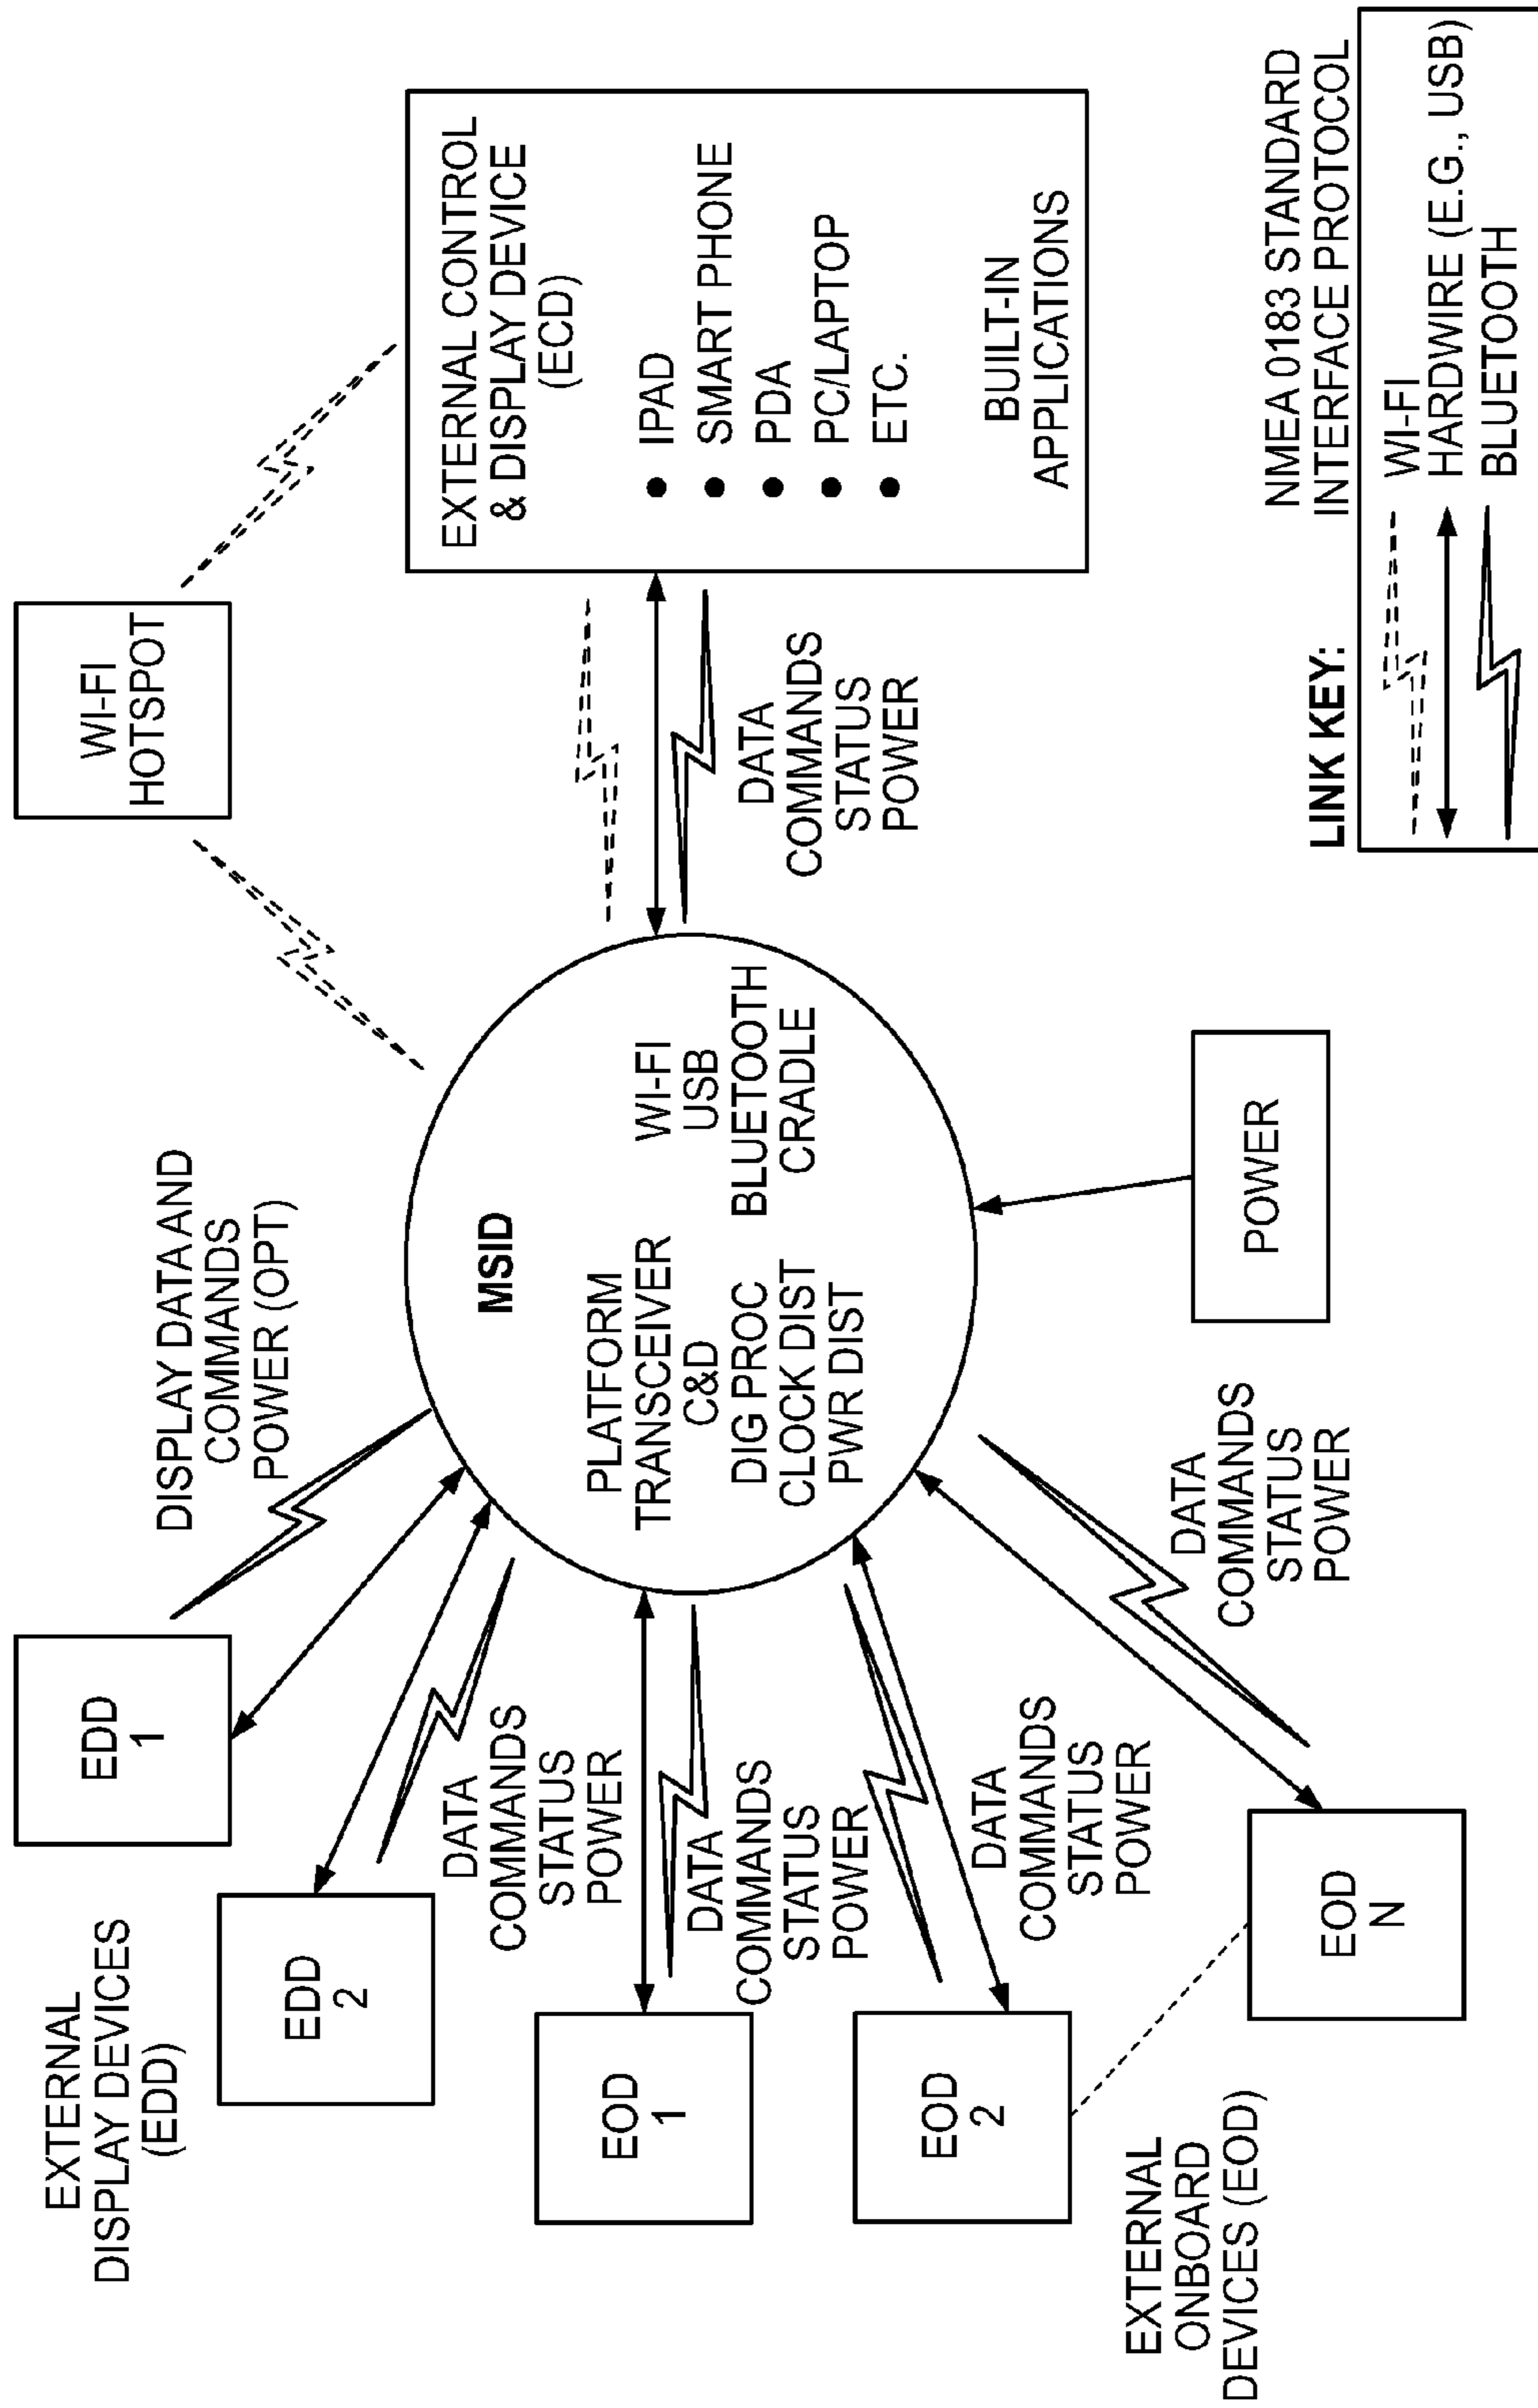 EXTERNAL
DISPLAY DEVICES
(EDD)
EDD
1
EDD
2
DISPLAY DATA AND
COMMANDS
POWER (OPT)
WI-FI
HOTSPOT
DATA
COMMANDS
STATUS
POWER
EOD
1
DATA
COMMANDS
STATUS
POWER
EOD
2
DATA
COMMANDS
STATUS
POWER
EXTERNAL
ONBOARD
DEVICES (EOD)
EOD
N
DATA
COMMANDS
STATUS
POWER
MSID
PLATFORM
TRANSCEIVER
C&D
DIG PROC
CLOCK DIST
PWR DIST
WI-FI
USB
BLUETOOTH
CRADLE
POWER
DATA
COMMANDS
STATUS
POWER
EXTERNAL CONTROL
& DISPLAY DEVICE
(ECD)
• IPAD
• SMART PHONE
• PDA
• PC/LAPTOP
• ETC.
BUILT-IN
APPLICATIONS
NMEA 0183 STANDARD
INTERFACE PROTOCOL
LINK KEY:
WI-FI
HARDWIRE (E.G., USB)
BLUETOOTH